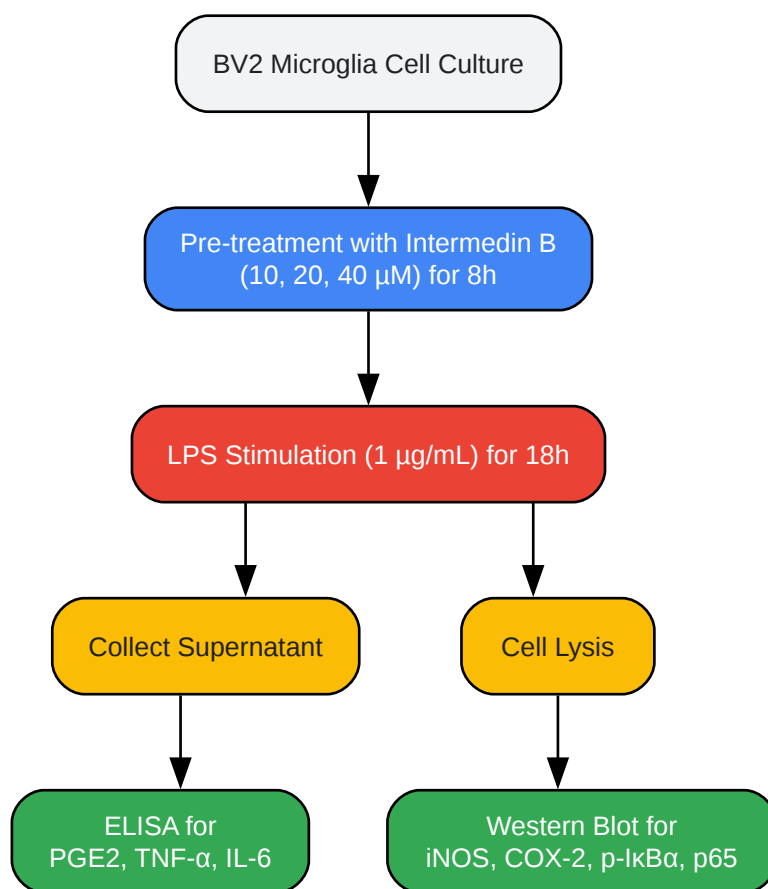 BV2 Microglia Cell Culture
Pre-treatment with Intermedin B
(10, 20, 40 µM) for 8h
LPS Stimulation (1 µg/mL) for 18h
Collect Supernatant
Cell Lysis
ELISA for
PGE2, TNF-α, IL-6
Western Blot for
iNOS, COX-2, p-IκBα, p65